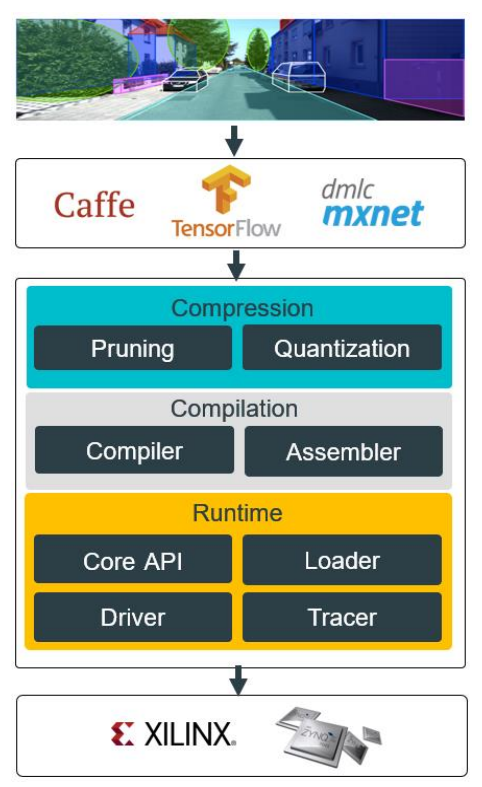 Caffe
TensorFlow
dmlc
mxnet
Compression
Pruning Quantization
Compilation
Compiler Assembler
Runtime
Core API Loader
Driver Tracer
XILINX.
ZYNQ